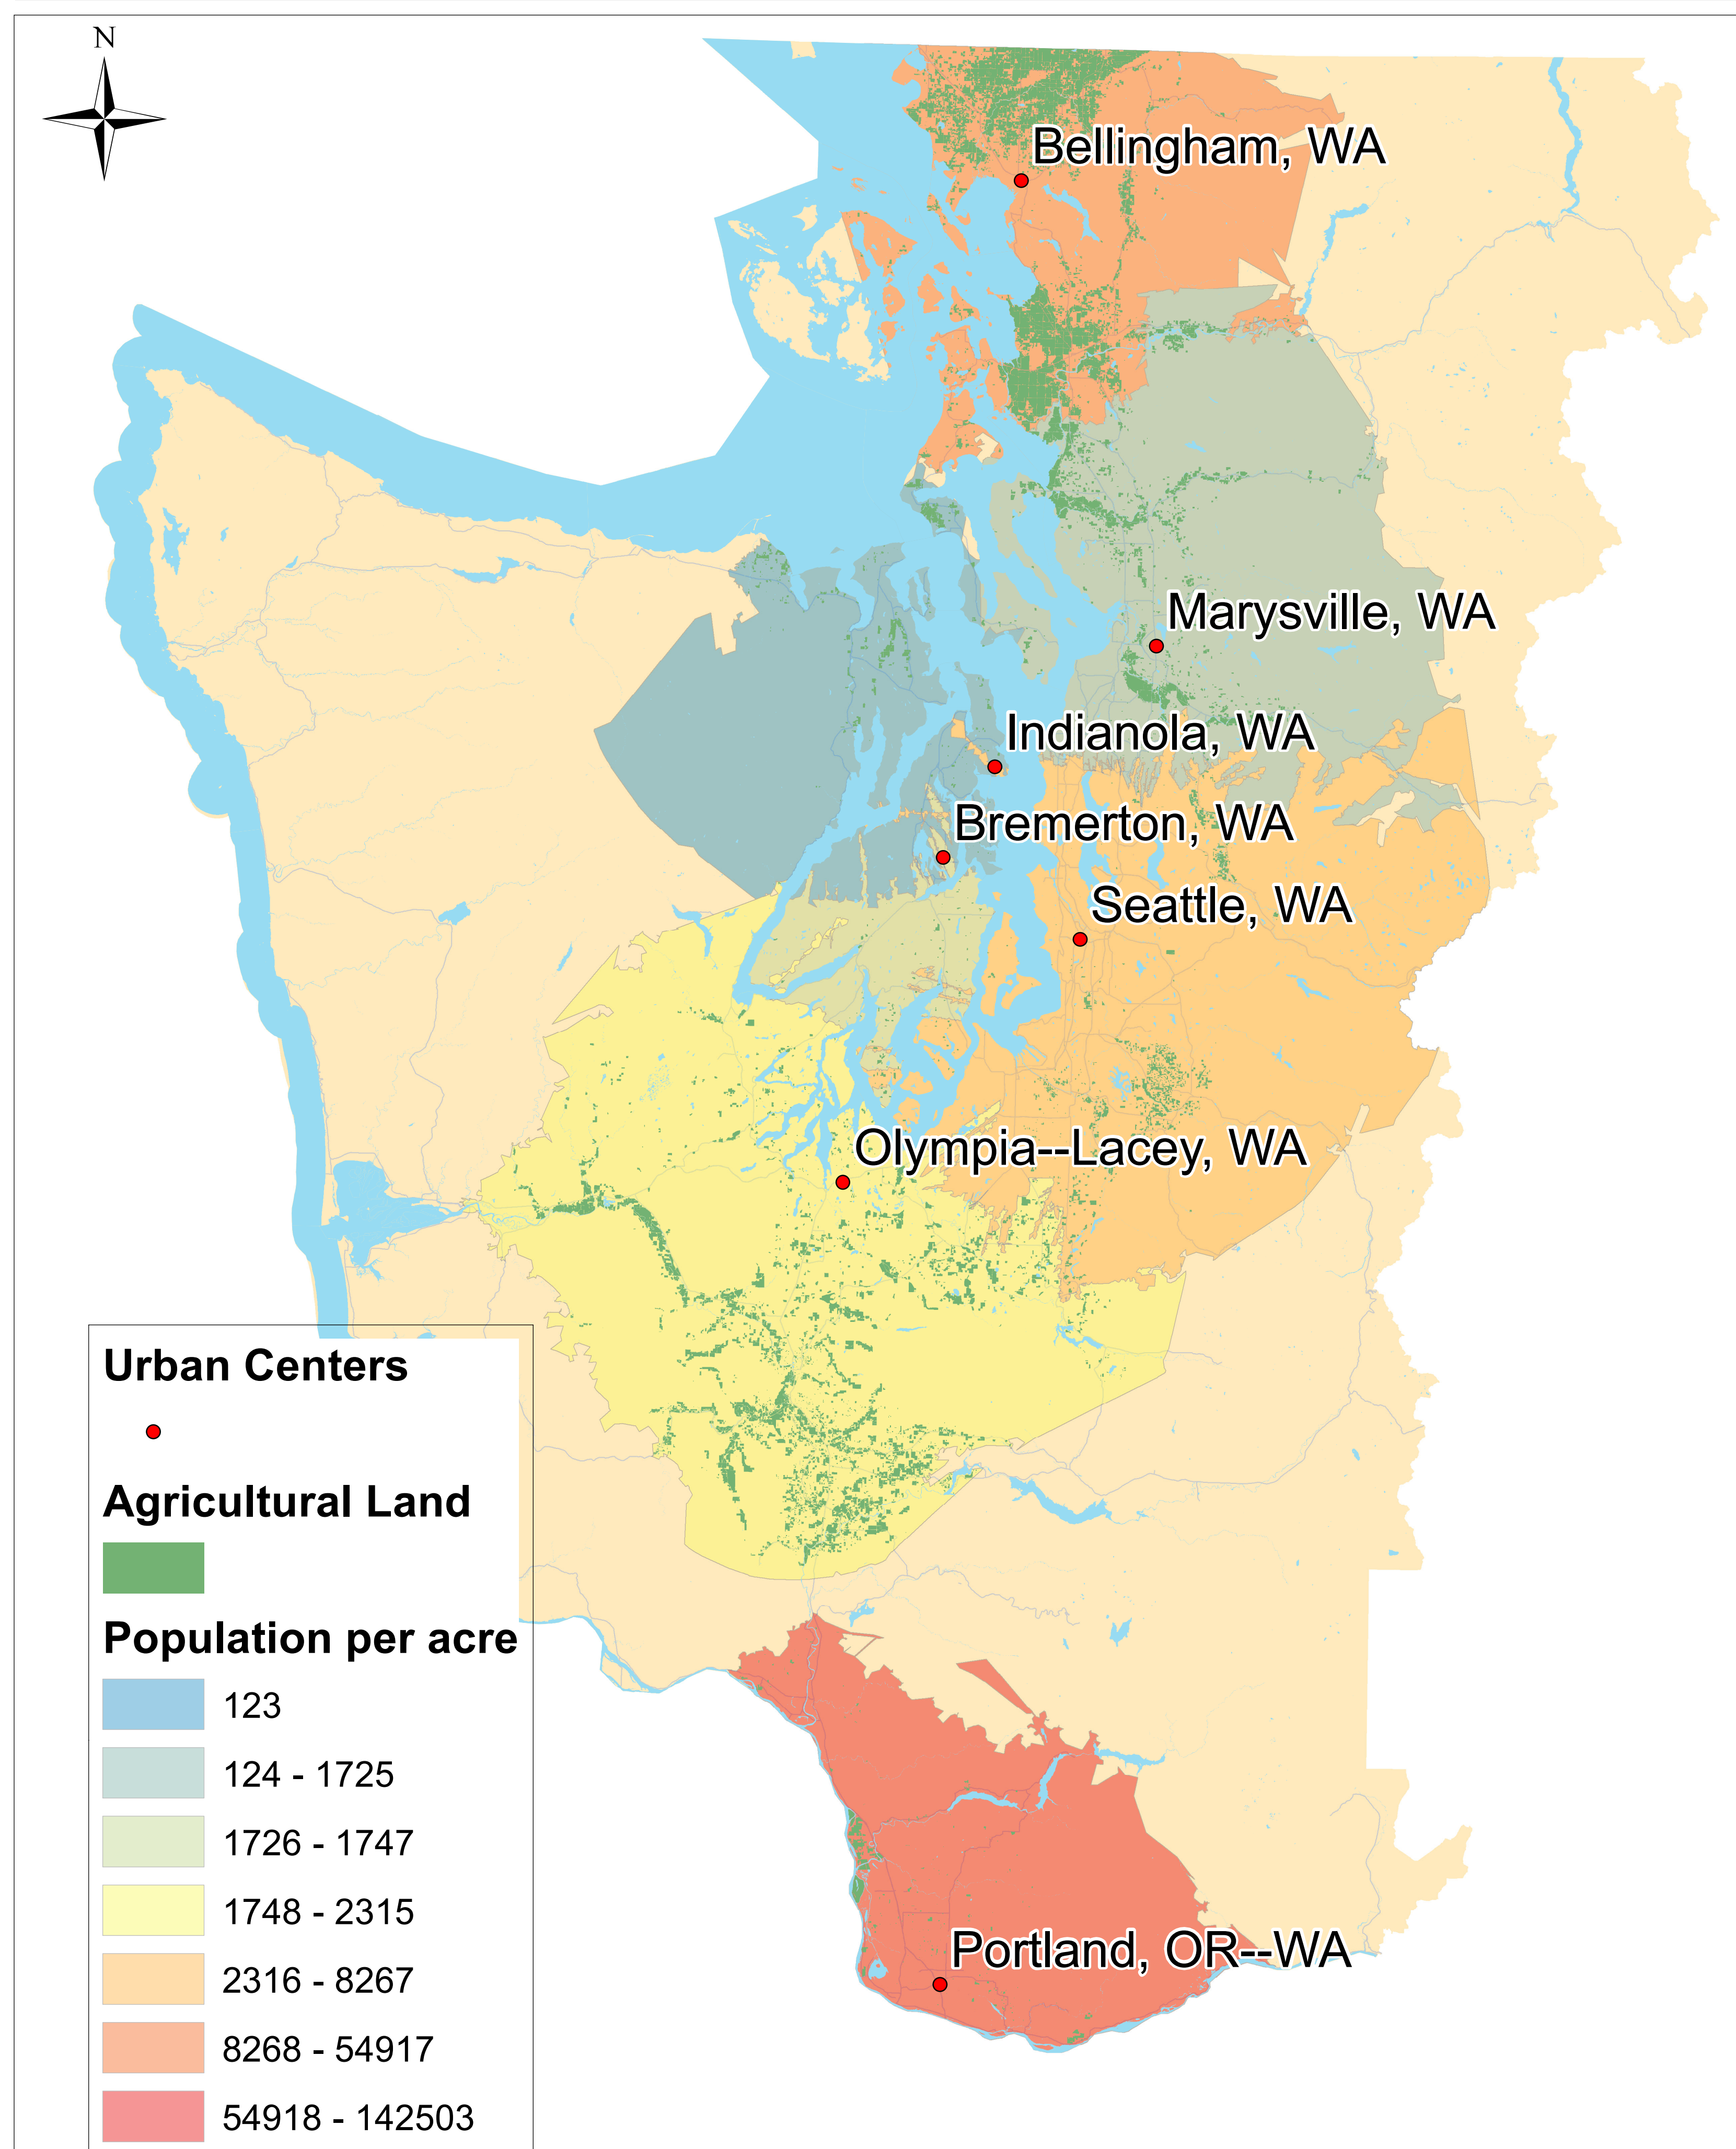 N
Bellingham, WA
Marysville, WA
Indianola, WA
Bremerton, WA
Seattle, WA
Olympia--Lacey, WA
Portland, OR--WA
Urban Centers
Agricultural Land
Population per acre
123
124 - 1725
1726 - 1747
1748 - 2315
2316 - 8267
8268 - 54917
54918 - 142503